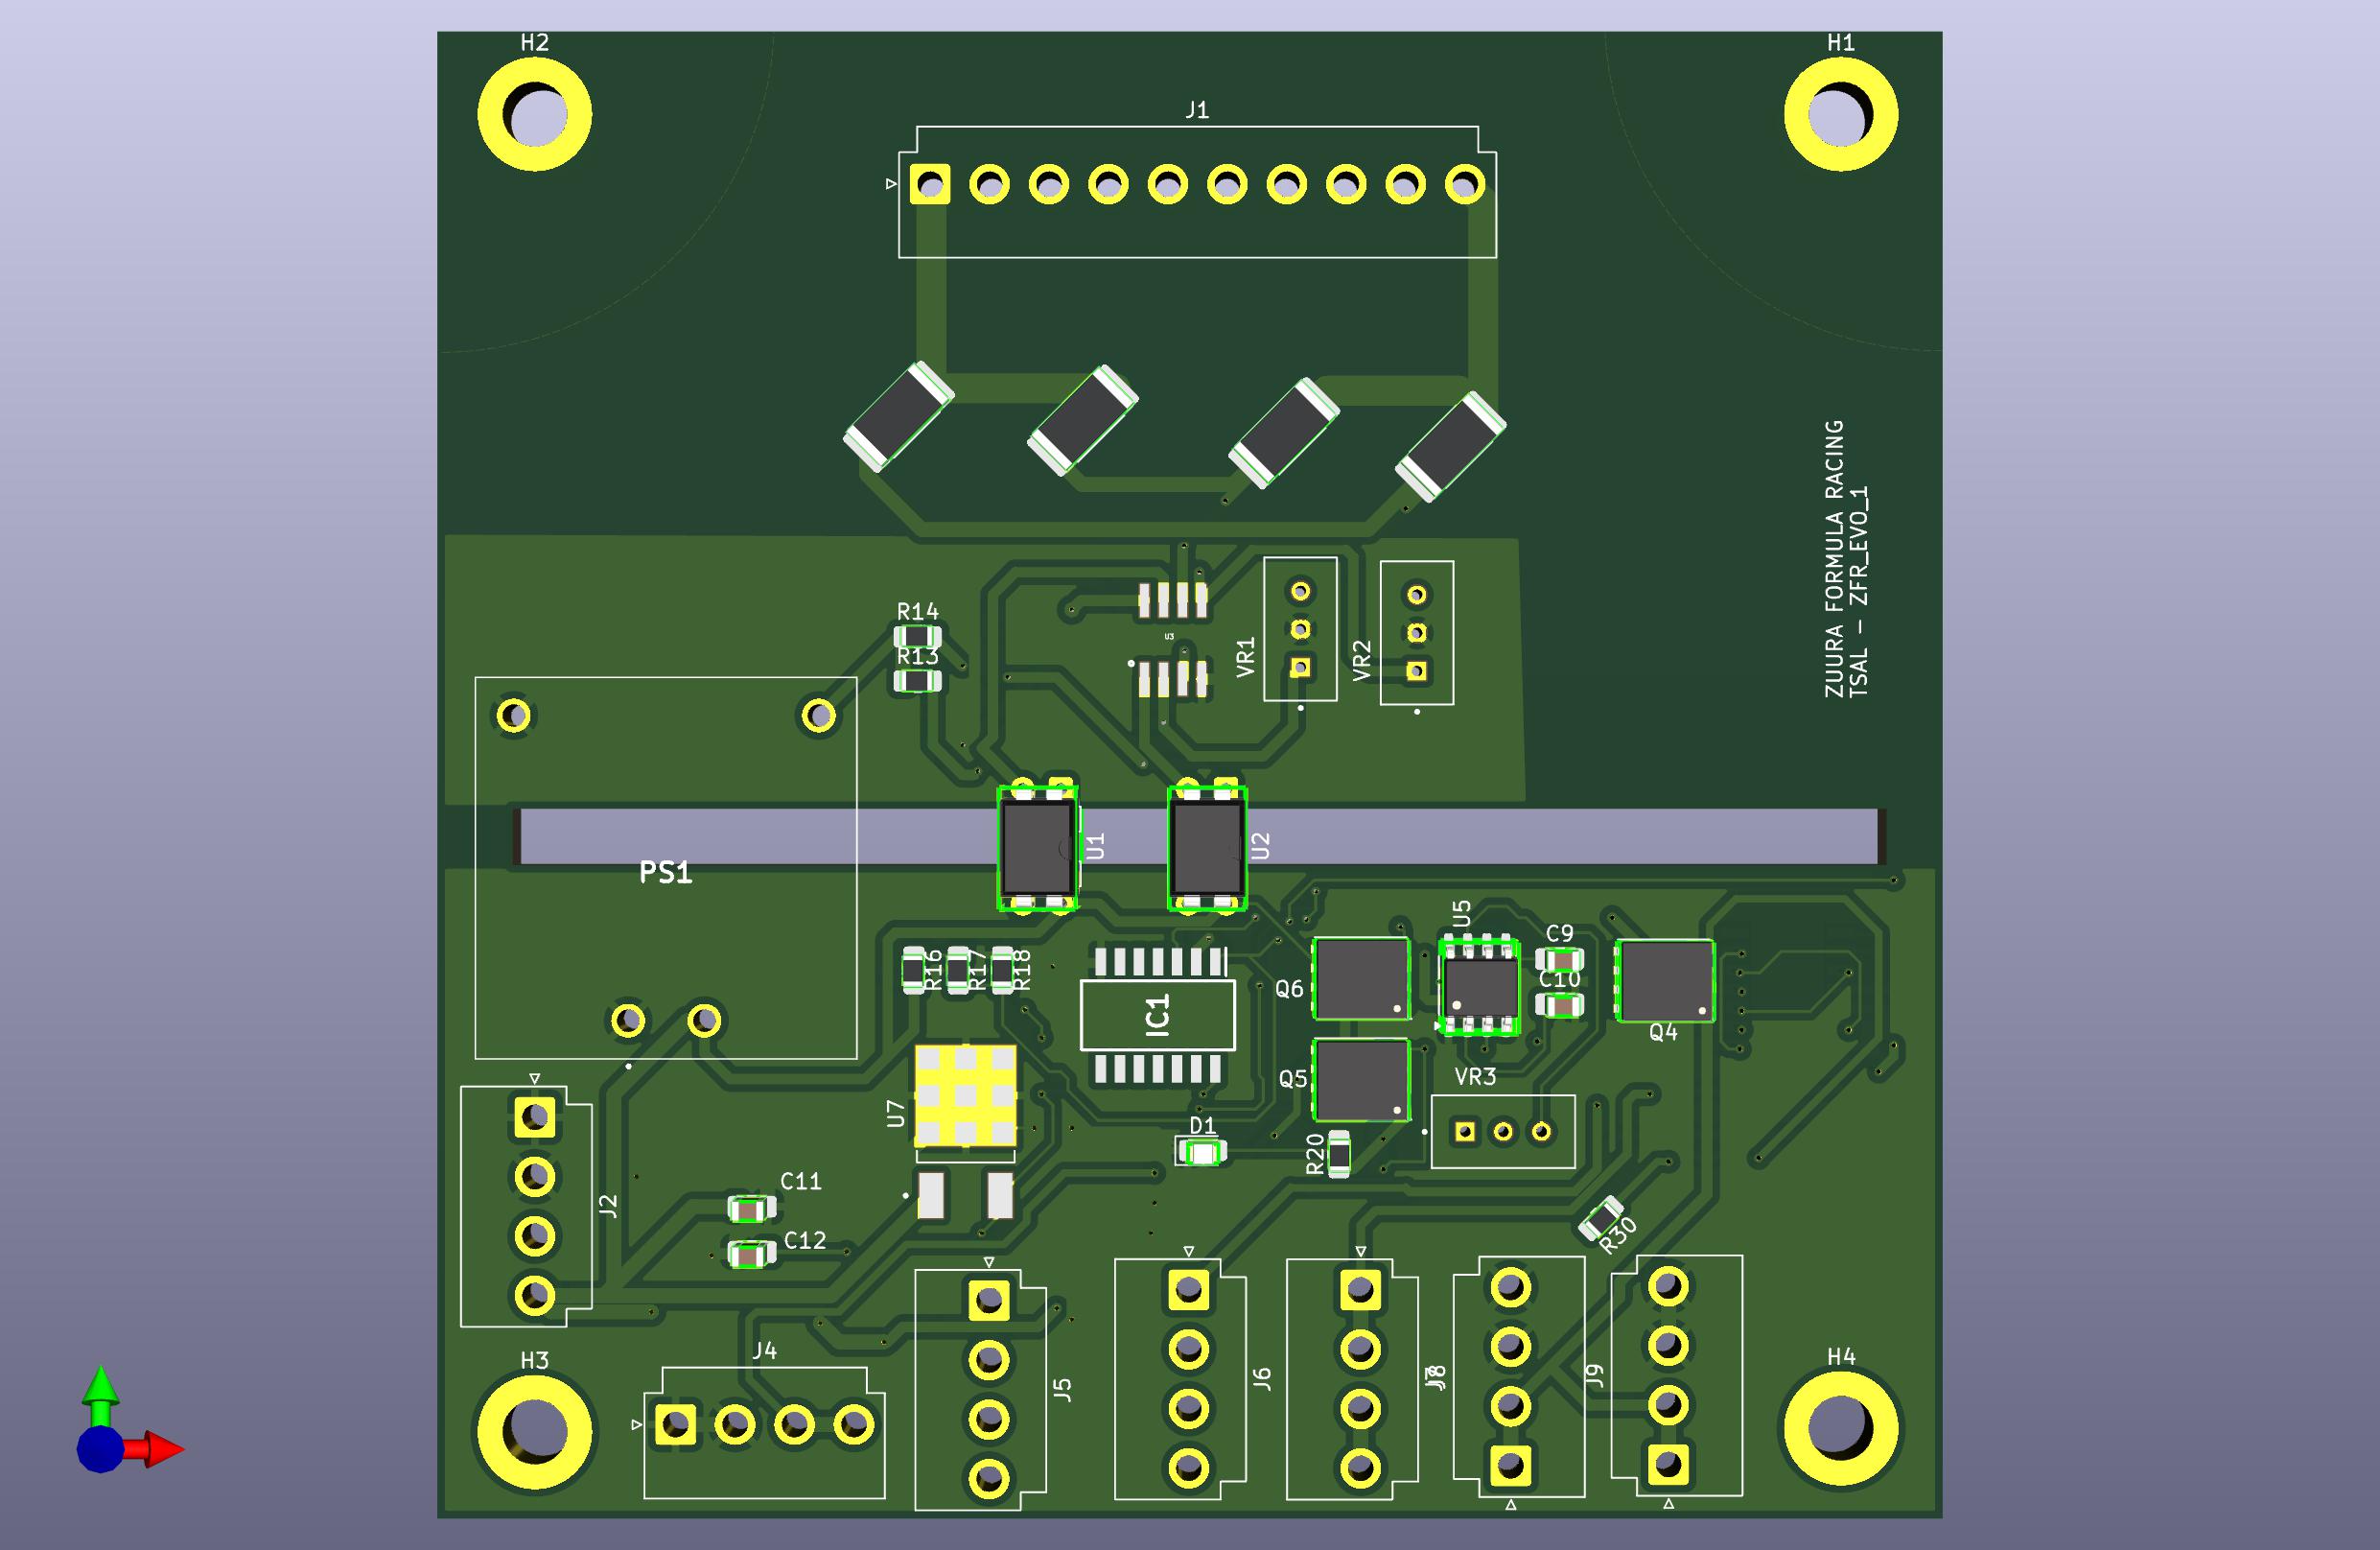 H2
H1
J1
ZUURA FORMULA RACING
TSAL - ZFR_EVO_1
R14
R13
U3
VR1
VR2
PS1
U1
U2
U5
C9
C10
R16
R17
R18
IC1
Q6
Q4
Q5
VR3
U7
D1
R20
J2
C11
C12
R30
H3
J4
J5
J6
J8
J9
H4